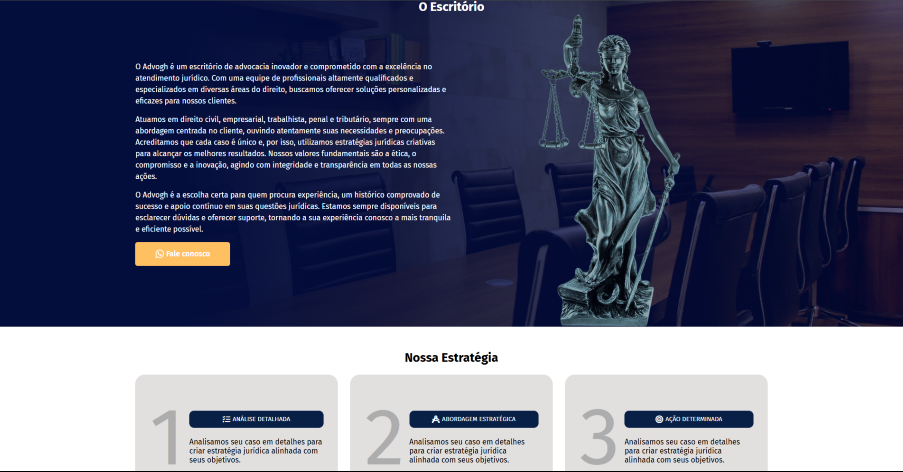 O Escritório
O Advogh é um escritório de advocacia inovador e comprometido com a excelência no
atendimento jurídico. Com uma equipe de profissionais altamente qualificados e
especializados em diversas áreas do direito, buscamos oferecer soluções personalizadas e
eficazes para nossos clientes.
Atuamos em direito civil, empresarial, trabalhista, penal e tributário, sempre com uma
abordagem centrada no cliente, ouvindo atentamente suas necessidades e preocupações.
Acreditamos que cada caso é único e, por isso, utilizamos estratégias jurídicas criativas
para alcançar os melhores resultados. Nossos valores fundamentais são a ética, o
compromisso e a inovação, agindo com integridade e transparência em todas as nossas
ações.
O Advogh é a escolha certa para quem procura experiência, um histórico comprovado de
sucesso e apoio contínuo em suas questões jurídicas. Estamos sempre disponíveis para
esclarecer dúvidas e oferecer suporte, tornando a sua experiência conosco a mais tranquila
e eficiente possível.
Fale conosco
Nossa Estratégia
1
ANÁLISE DETALHADA
Analisamos seu caso em detalhes
para criar estratégia jurídica
alinhada com seus objetivos.
2
ABORDAGEM ESTRATÉGICA
Analisamos seu caso em detalhes
para criar estratégia jurídica
alinhada com seus objetivos.
3
AÇÃO DETERMINADA
Analisamos seu caso em detalhes
para criar estratégia jurídica
alinhada com seus objetivos.